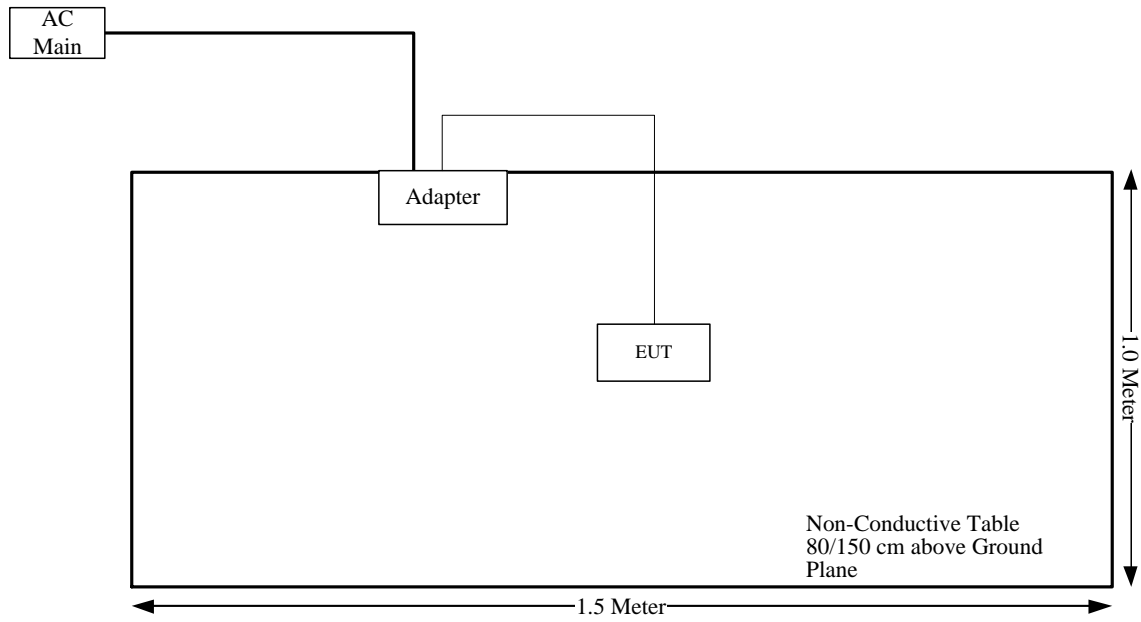 AC
Main
Adapter
EUT
1.0 Meter
Non-Conductive Table
80/150 cm above Ground
Plane
1.5 Meter